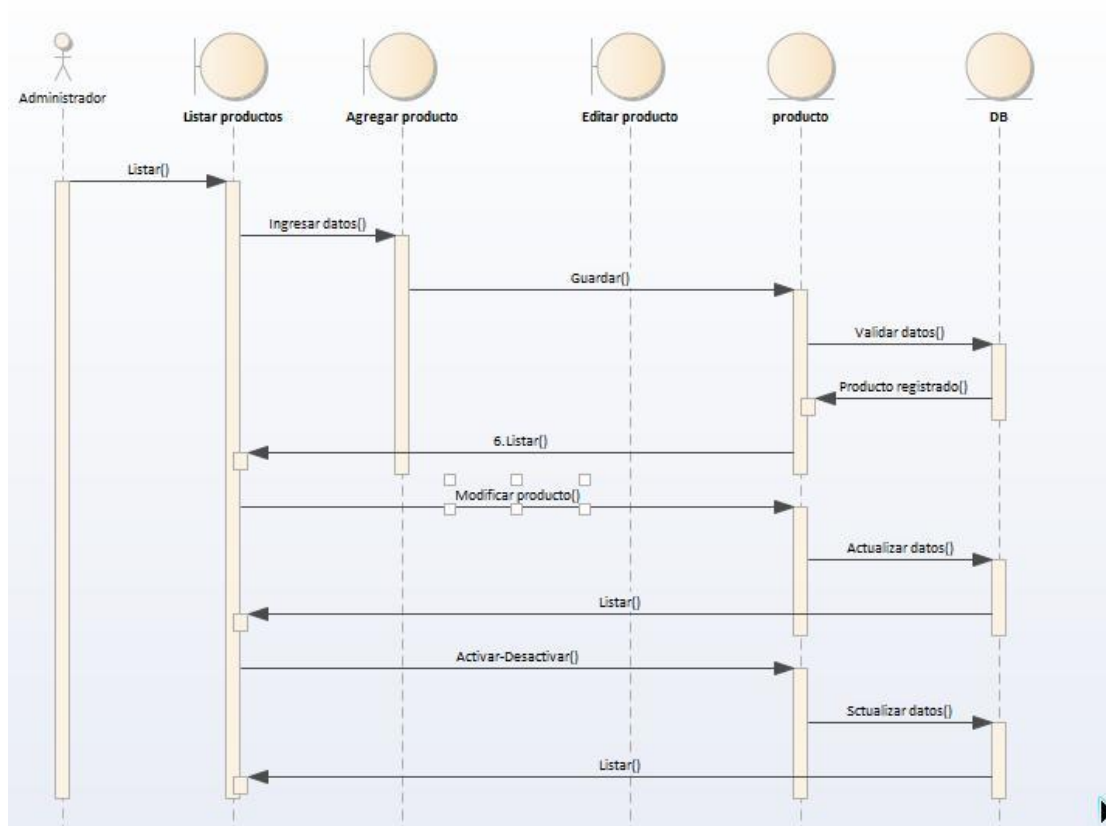 Administrador
Listar productos
Agregar producto
Editar producto
producto
DB
Listar()
Ingresar datos()
Guardar()
Validar datos()
Producto registrado()
6.Listar()
Modificar producto()
Actualizar datos()
Listar()
Activar-Desactivar()
Sctualizar datos()
Listar()